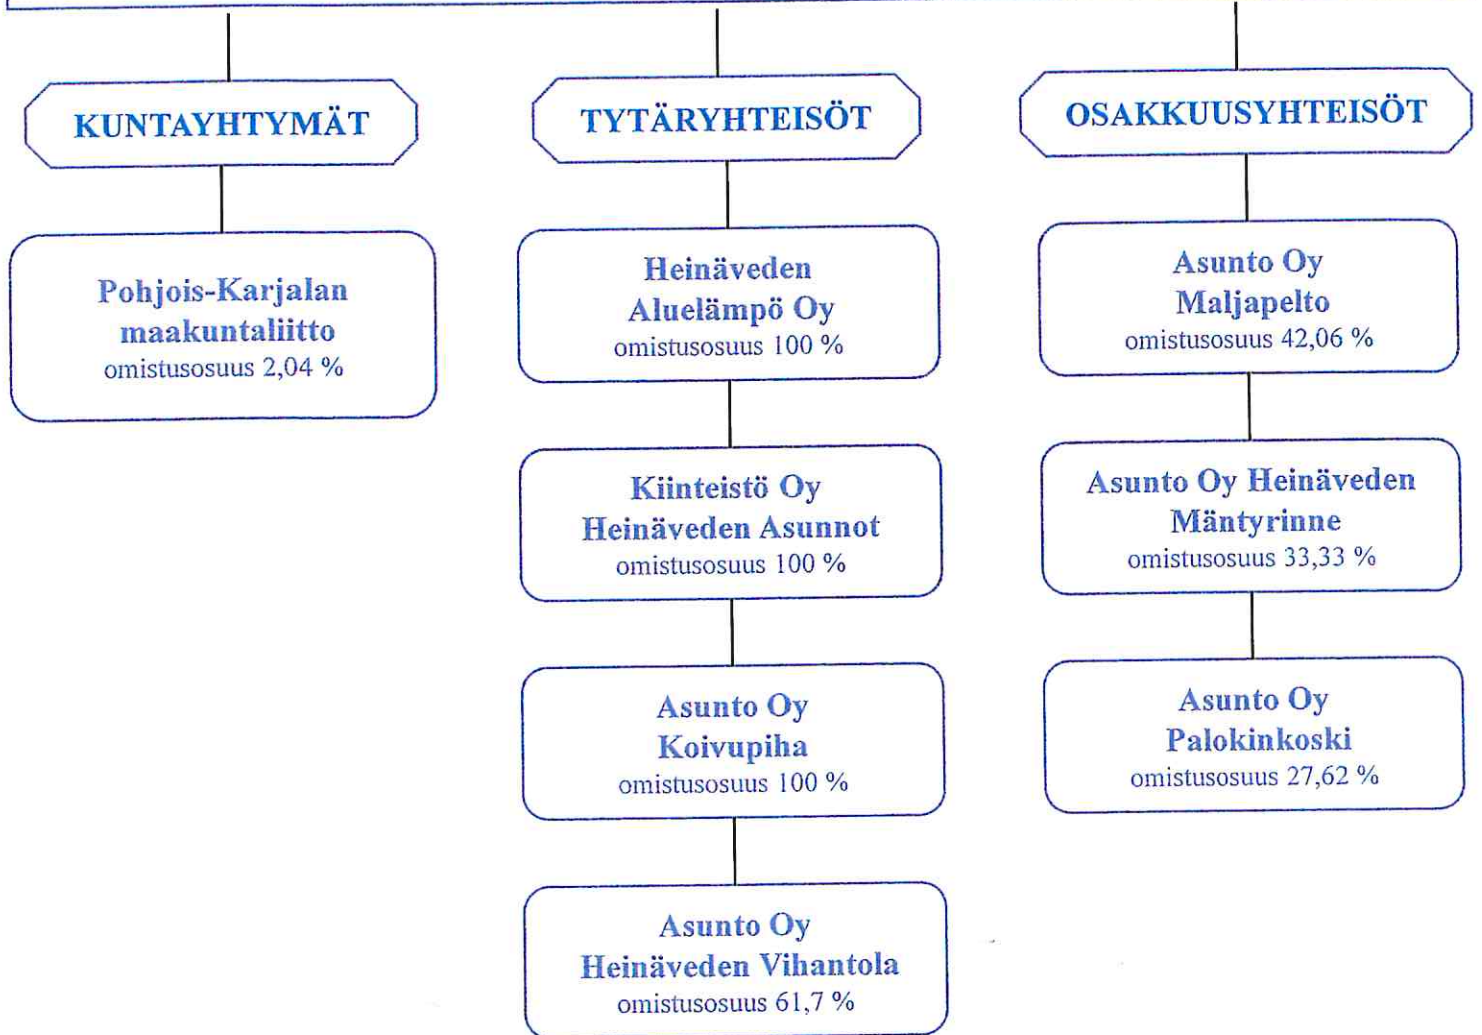 KUNTAYHTYMÄT
Pohjois-Karjalan
maakuntaliitto
omistusosuus 2,04 %
TYTÄRYHTEISÖT
Heinäveden
Aluelämpö Oy
omistusosuus 100 %
Kiinteistö Oy
Heinäveden Asunnot
omistusosuus 100 %
Asunto Oy
Koivupiha
omistusosuus 100 %
Asunto Oy
Heinäveden Vihantola
omistusosuus 61,7 %
OSAKKUUSYHTEISÖT
Asunto Oy
Maljapelto
omistusosuus 42,06 %
Asunto Oy Heinäveden
Mäntyrinne
omistusosuus 33,33 %
Asunto Oy
Palokinkoski
omistusosuus 27,62 %